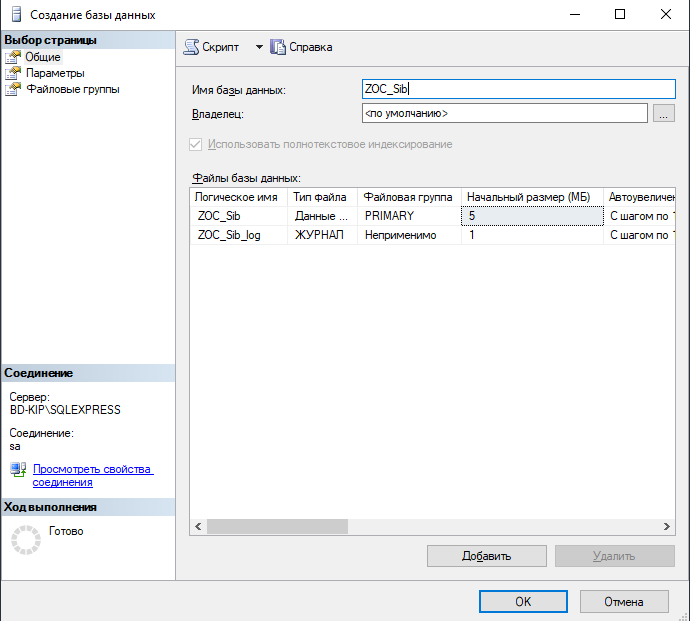 Создание базы данных
Выбор страницы
Общие
Параметры
Файловые группы
Скрипт
Справка
Имя базы данных:
ZOC_Sib
Владелец:
<по умолчанию>
...
Использовать полнотекстовое индексирование
Файлы базы данных:
Логическое имя Тип файла Файловая группа Начальный размер (МБ) Автоувеличен
ZOC_Sib Данные ... PRIMARY 5 С шагом по 1
ZOC_Sib_log ЖУРНАЛ Неприменимо 1 С шагом по 1
Соединение
Сервер:
BD-KIP\SQLEXPRESS
Соединение:
sa
Просмотреть свойства
соединения
Ход выполнения
Готово
Добавить
Удалить
OK
Отмена